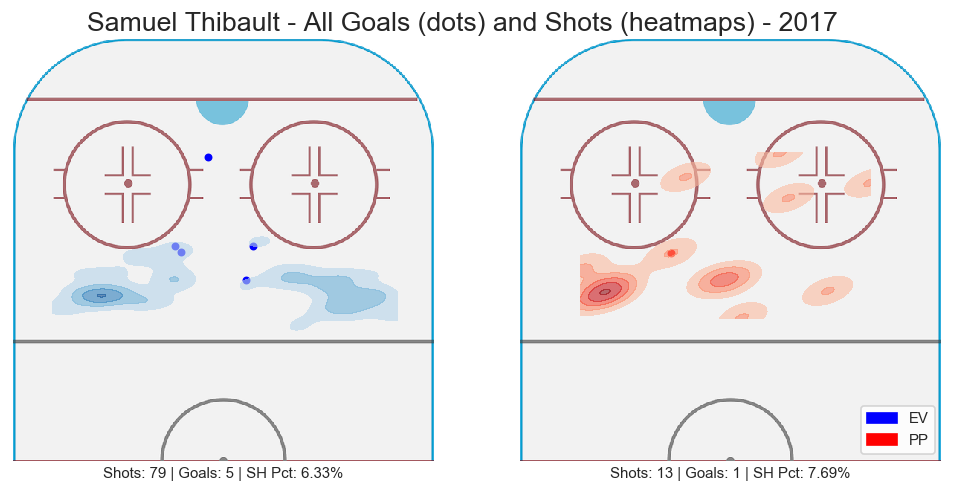 Samuel Thibault - All Goals (dots) and Shots (heatmaps) - 2017
EV
PP
Shots: 79 | Goals: 5 | SH Pct: 6.33%
Shots: 13 | Goals: 1 | SH Pct: 7.69%